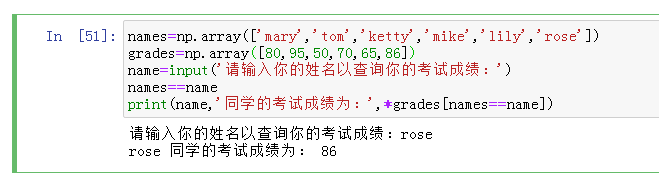 In [51]: names=np.array(['mary','tom','ketty','mike','lily','rose'])
grades=np.array([80,95,50,70,65,86])
name=input('请输入你的姓名以查询你的考试成绩：')
names==name
print(name,'同学的考试成绩为：',*grades[names==name])
请输入你的姓名以查询你的考试成绩：rose
rose 同学的考试成绩为： 86